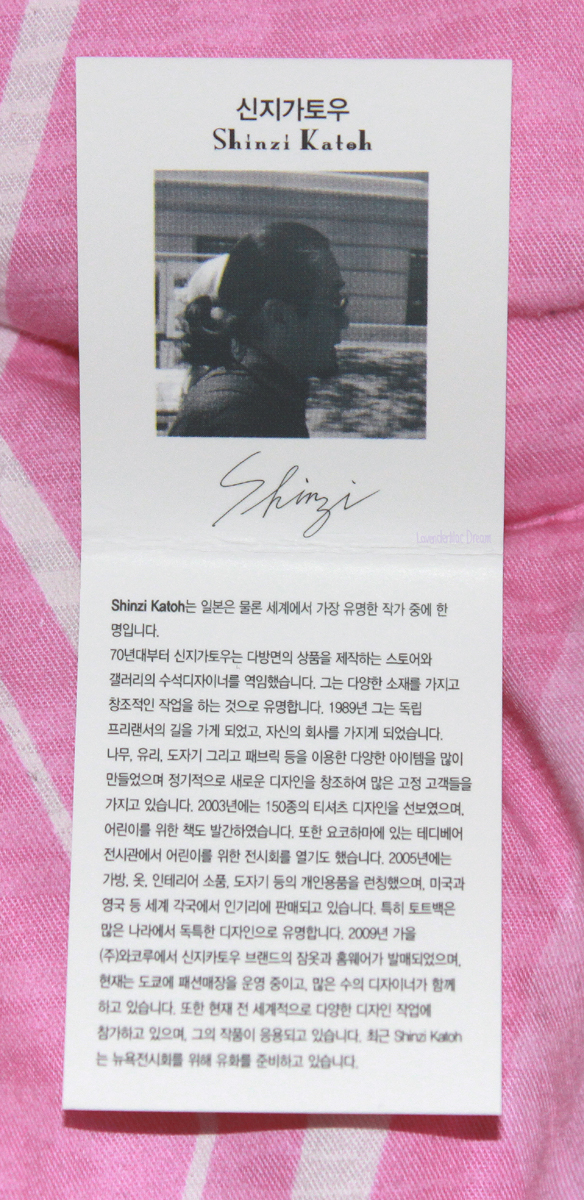 신지가토우
Shinzi Katoh
Shinzi
Lavenderlilac Dream
Shinzi Katoh는 일본은 물론 세계에서 가장 유명한 작가 중에 한
명입니다.
70년대부터 신지가토우는 다방면의 상품을 제작하는 스토어와
갤러리의 수석디자이너를 역임했습니다. 그는 다양한 소재를 가지고
창조적인 작업을 하는 것으로 유명합니다. 1989년 그는 독립
프리랜서의 길을 가게 되었고, 자신의 회사를 가지게 되었습니다.
나무, 유리, 도자기 그리고 패브릭 등을 이용한 다양한 아이템을 많이
만들었으며 정기적으로 새로운 디자인을 창조하여 많은 고정 고객들을
가지고 있습니다. 2003년에는 150종의 티셔츠 디자인을 선보였으며,
어린이를 위한 책도 발간하였습니다. 또한 요코하마에 있는 테디베어
전시관에서 어린이를 위한 전시회를 열기도 했습니다. 2005년에는
가방, 옷, 인테리어 소품, 도자기 등의 개인용품을 런칭했으며, 미국과
영국 등 세계 각국에서 인기리에 판매되고 있습니다. 특히 토트백은
많은 나라에서 독특한 디자인으로 유명합니다. 2009년 가을
(주)와코루에서 신지카토우 브랜드의 잠옷과 홈웨어가 발매되었으며,
현재는 도쿄에 패션매장을 운영 중이고, 많은 수의 디자이너가 함께
하고 있습니다. 또한 현재 전 세계적으로 다양한 디자인 작업에
참가하고 있으며, 그의 작품이 응용되고 있습니다. 최근 Shinzi Katoh
는 뉴욕전시회를 위해 유화를 준비하고 있습니다.